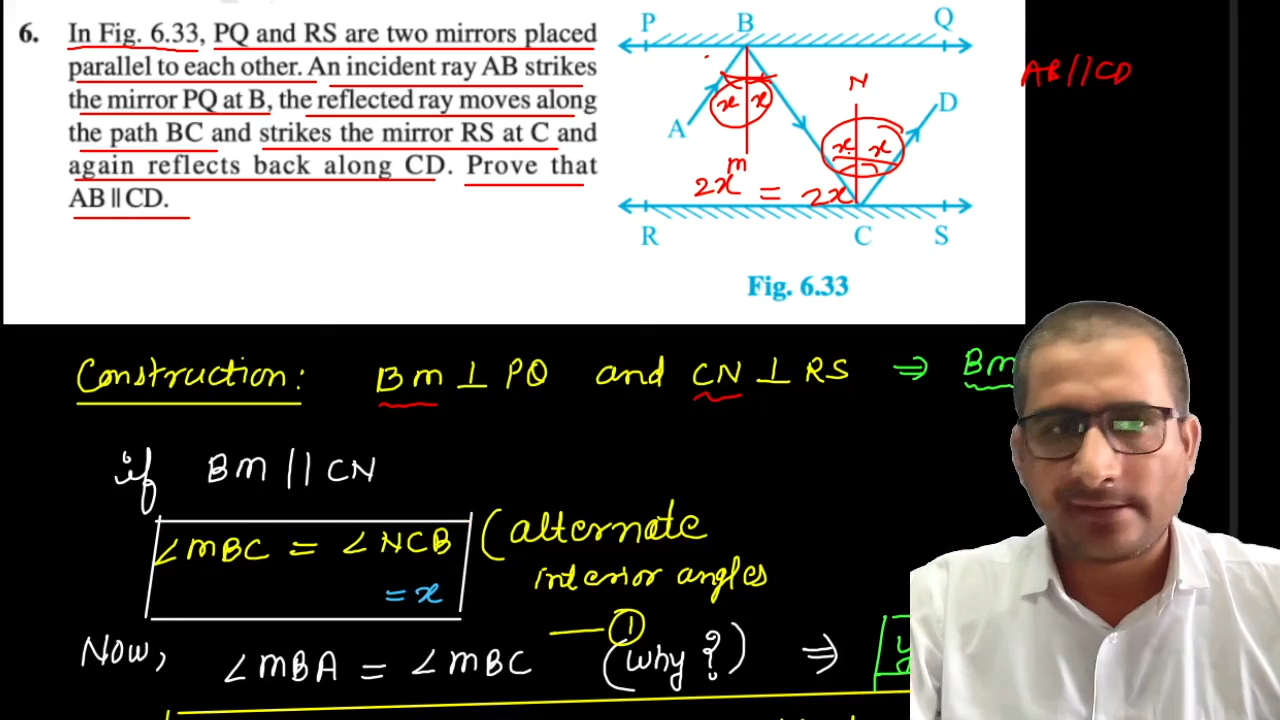 6. In Fig. 6.33, PQ and RS are two mirrors placed
parallel to each other. An incident ray AB strikes
the mirror PQ at B, the reflected ray moves along
the path BC and strikes the mirror RS at C and
again reflects back along CD. Prove that
AB || CD.
P B Q
AB//CD
N
D
x x
A
x x
m
2x = 2x
R C S
Fig. 6.33
Construction: Bm ⊥ PQ and CN ⊥ RS ⇒ Bm
if Bm || CN
∠mBC = ∠NCB (alternate
= x interior angles
①
Now, ∠mBA = ∠mBC (why?) ⇒ y